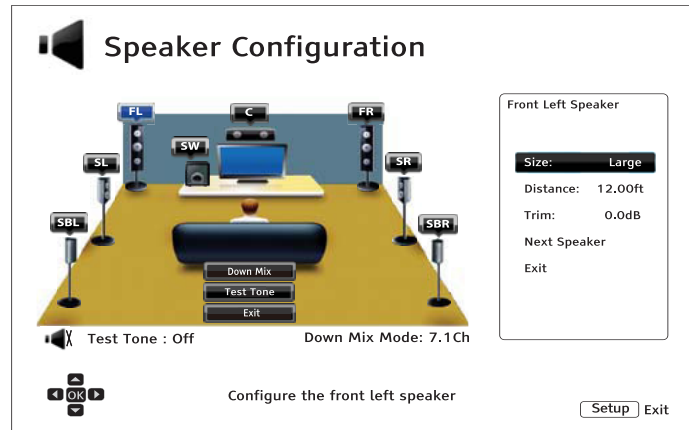 Speaker Configuration
FL
C
FR
SW
SL
SR
SBL
SBR
Down Mix
Test Tone
Exit
X Test Tone : Off
Down Mix Mode: 7.1Ch
Front Left Speaker
Size: Large
Distance: 12.00ft
Trim: 0.0dB
Next Speaker
Exit
OK
Configure the front left speaker
Setup Exit